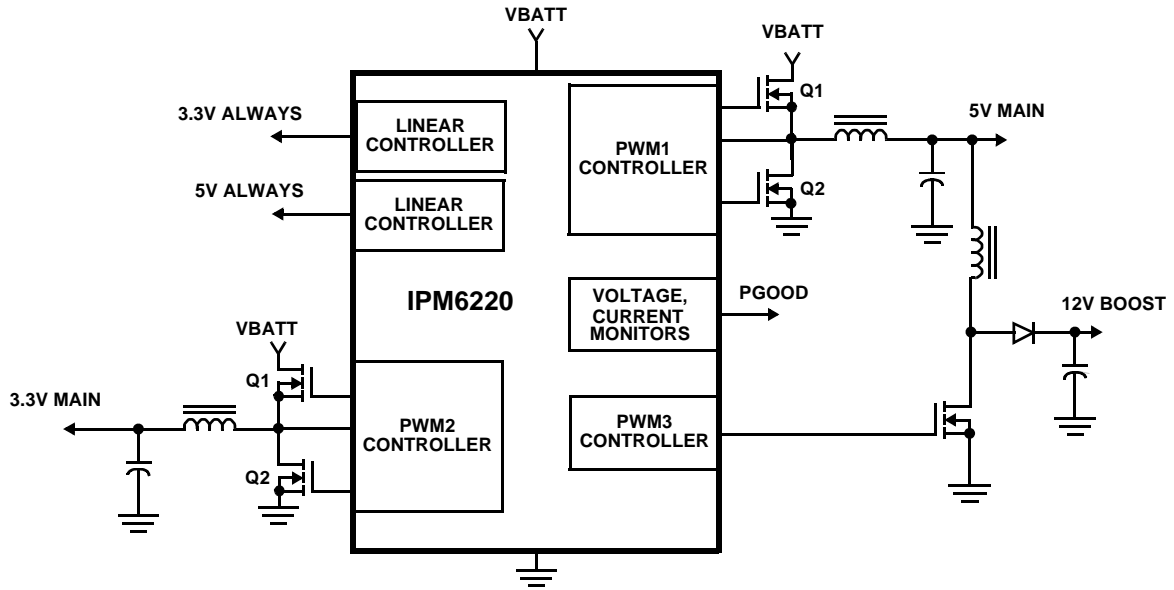 VBATT
VBATT
Q1
3.3V ALWAYS
LINEAR
CONTROLLER
PWM1
CONTROLLER
5V MAIN
5V ALWAYS
LINEAR
CONTROLLER
Q2
IPM6220
VOLTAGE,
CURRENT
MONITORS
PGOOD
12V BOOST
VBATT
Q1
3.3V MAIN
PWM2
CONTROLLER
PWM3
CONTROLLER
Q2